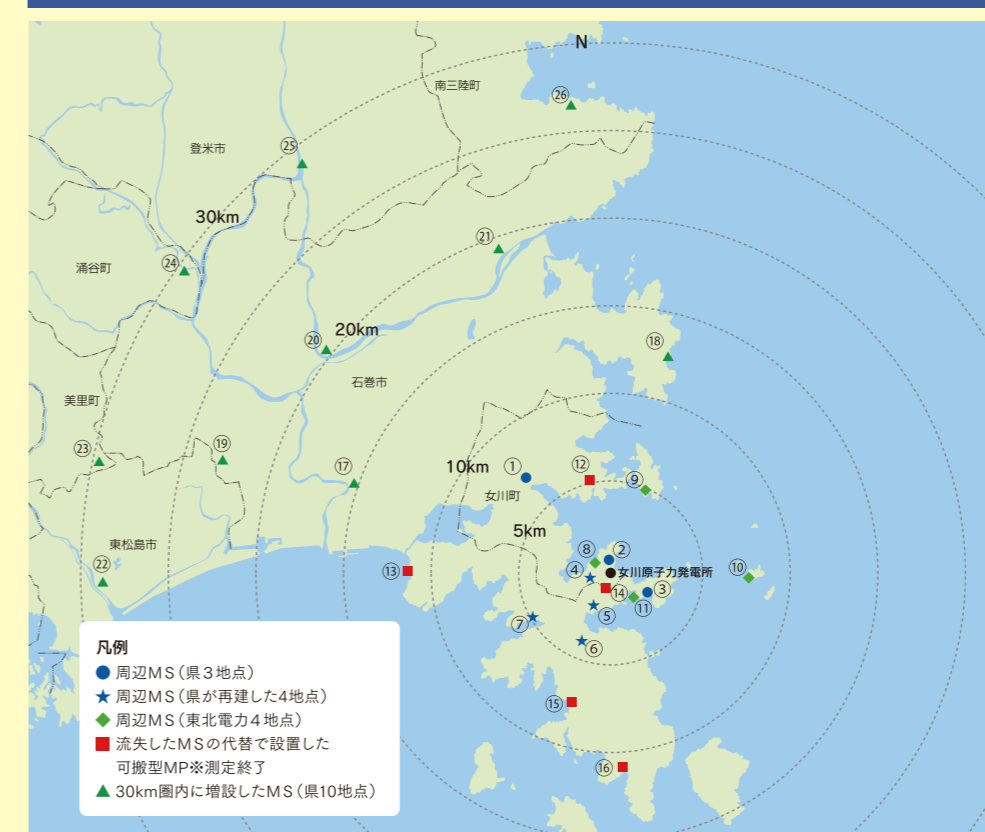 N
南三陸町
㉖
登米市
㉕
30km
㉑
涌谷町
㉔
20km
⑳
⑱
石巻市
美里町
⑲
㉓
10km
①
⑫
⑰
⑨
女川町
5km
東松島市
⑧
②
㉒
⑬
④
女川原子力発電所
⑩
⑭
③
⑪
⑦
⑤
⑥
凡例
周辺MS(県3地点)
周辺MS(県が再建した4地点)
周辺MS(東北電力4地点)
流失したMSの代替で設置した
可搬型MP※測定終了
30km圏内に増設したMS(県10地点)
⑮
⑯